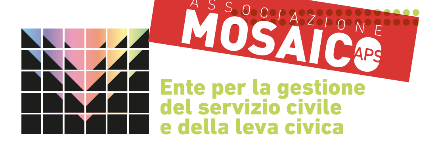 ASSOCIAZIONE
MOSAICO
APS
Ente per la gestione
del servizio civile
e della leva civica